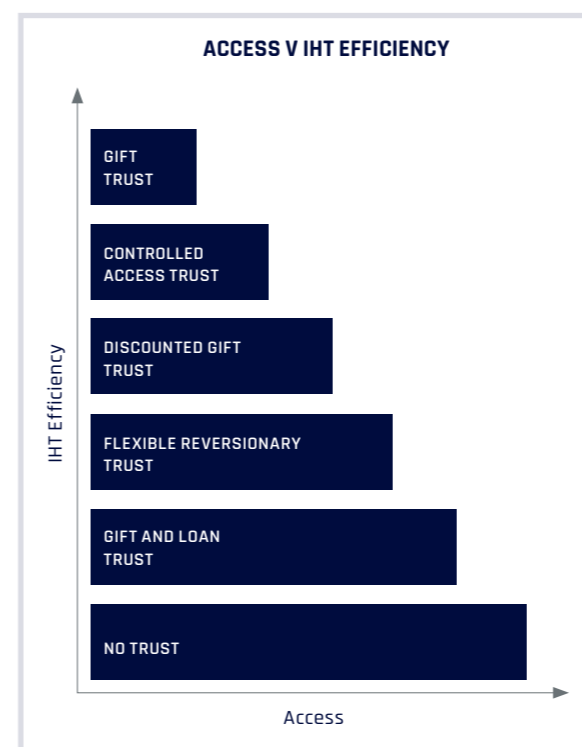 ACCESS V IHT EFFICIENCY
GIFT
TRUST
CONTROLLED
ACCESS TRUST
DISCOUNTED GIFT
TRUST
IHT Efficiency
FLEXIBLE REVERSIONARY
TRUST
GIFT AND LOAN
TRUST
NO TRUST
Access